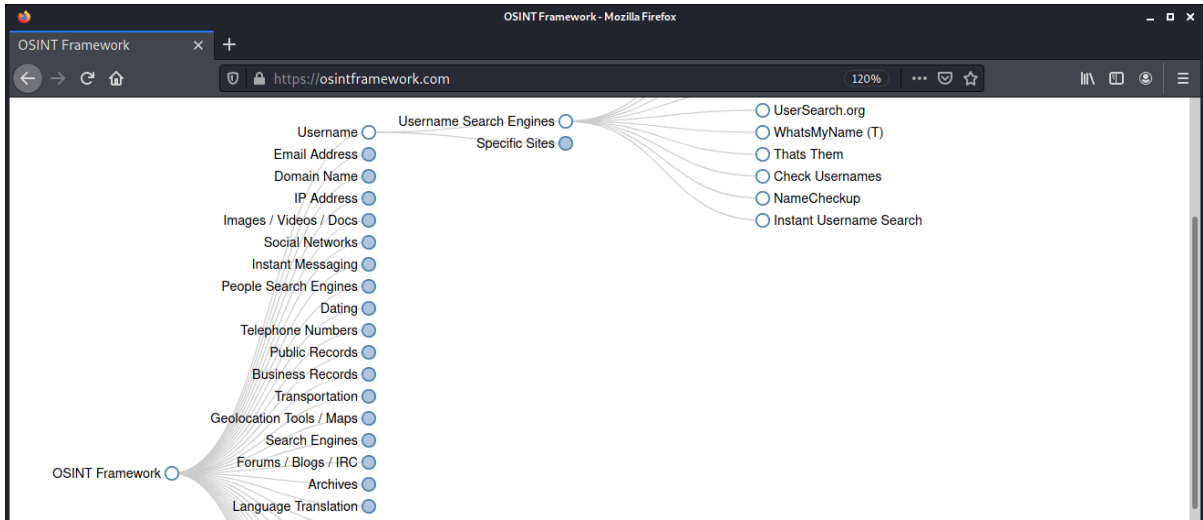 OSINT Framework - Mozilla Firefox
OSINT Framework
https://osintframework.com
120%
Username
Email Address
Domain Name
IP Address
Images / Videos / Docs
Social Networks
Instant Messaging
People Search Engines
Dating
Telephone Numbers
Public Records
Business Records
Transportation
Geolocation Tools / Maps
Search Engines
Forums / Blogs / IRC
Archives
Language Translation
OSINT Framework
Username Search Engines
Specific Sites
UserSearch.org
WhatsMyName (T)
Thats Them
Check Usernames
NameCheckup
Instant Username Search